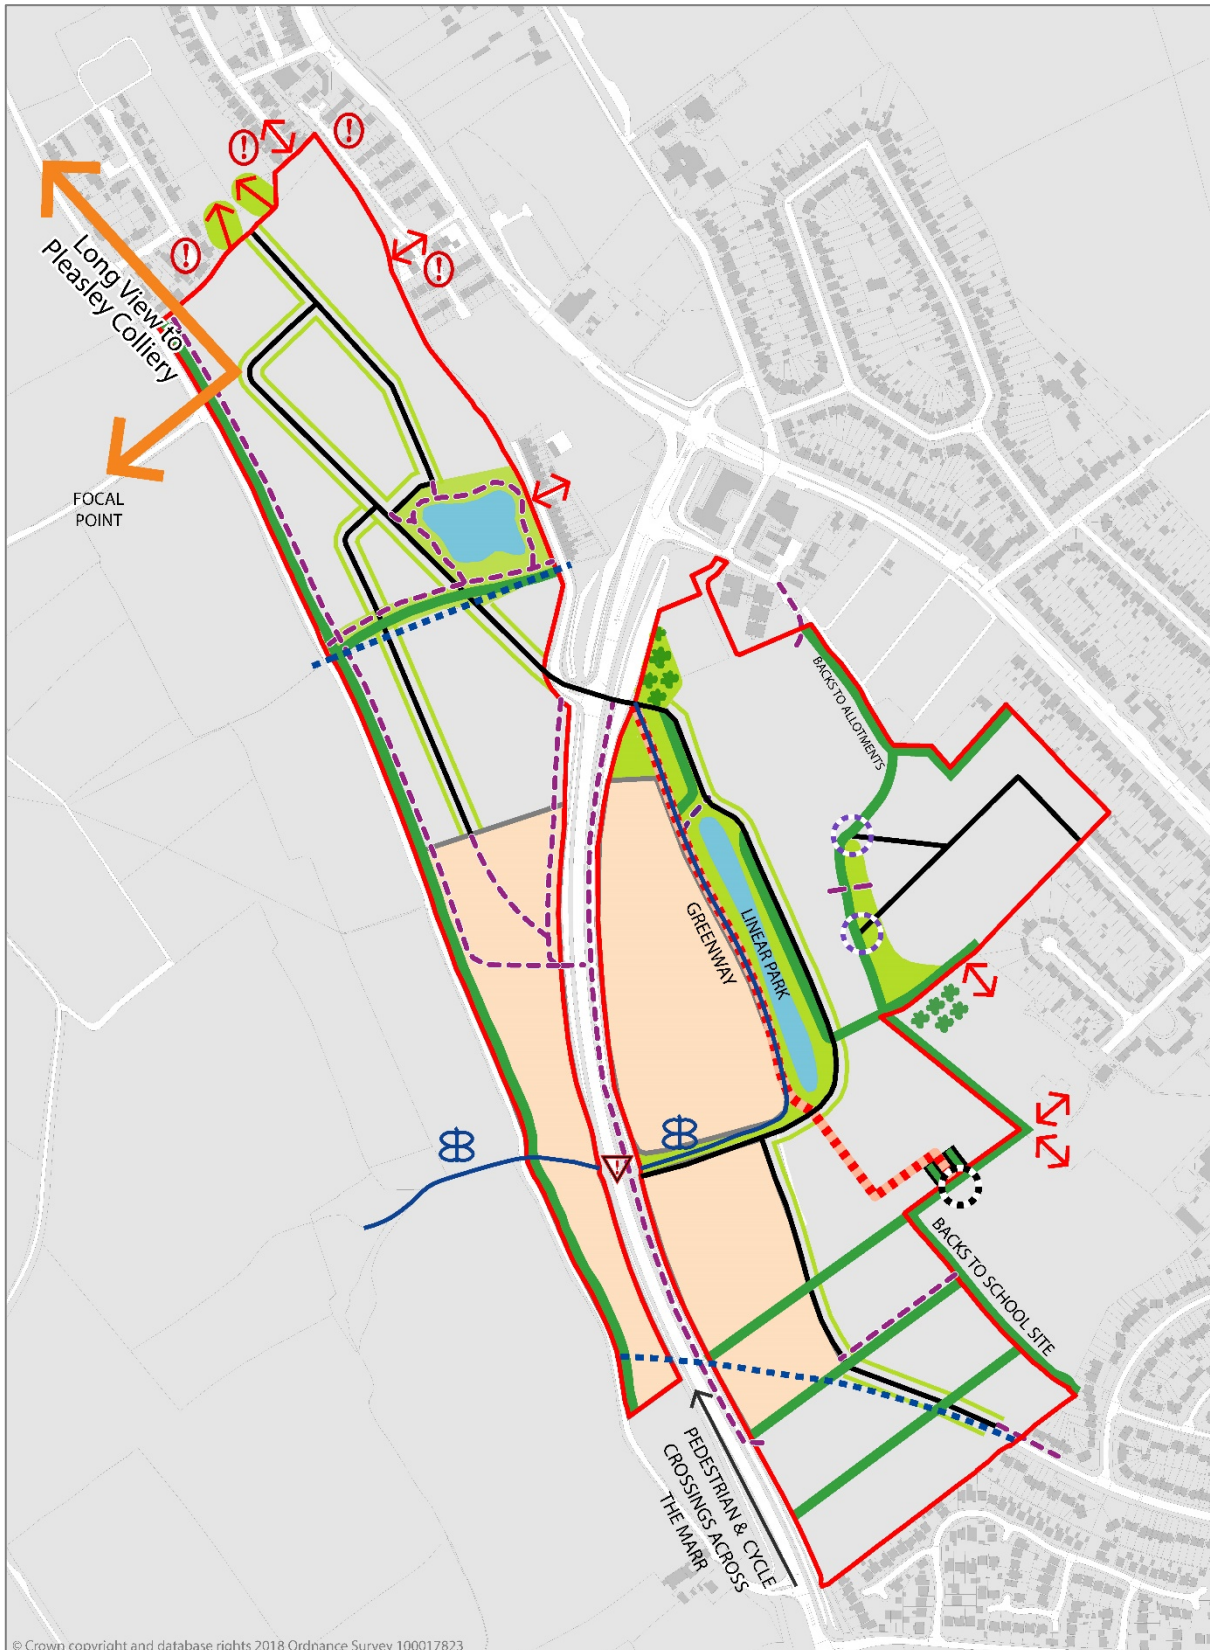 Long View to
Pleasley Colliery
FOCAL
POINT
BACKS TO ALLOTMENTS
GREENWAY
LINEAR PARK
BACKS TO SCHOOL SITE
PEDESTRIAN & CYCLE
CROSSINGS ACROSS
THE MARR
© Crown copyright and database rights 2018 Ordnance Survey 100017823